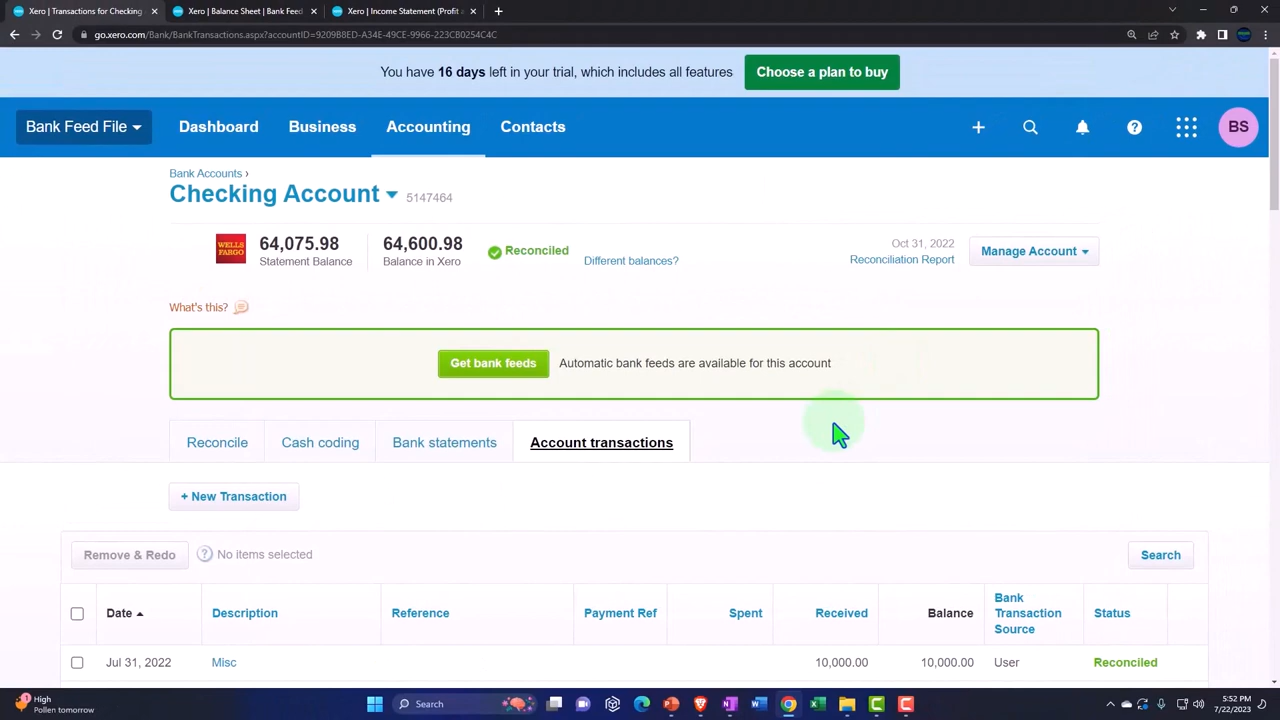 Xero | Transactions for Checking
Xero | Balance Sheet | Bank Feed
Xero | Income Statement (Profit a
go.xero.com/Bank/BankTransactions.aspx?accountID=9209B8ED-A34E-49CE-9966-223CB0254C4C
You have 16 days left in your trial, which includes all features
Choose a plan to buy
Bank Feed File
Dashboard
Business
Accounting
Contacts
BS
Bank Accounts ›
Checking Account
5147464
WELLS FARGO
64,075.98
Statement Balance
64,600.98
Balance in Xero
Reconciled
Different balances?
Oct 31, 2022
Reconciliation Report
Manage Account
What's this?
Get bank feeds
Automatic bank feeds are available for this account
Reconcile
Cash coding
Bank statements
Account transactions
+ New Transaction
Remove & Redo
? No items selected
Search
Date
Description
Reference
Payment Ref
Spent
Received
Balance
Bank Transaction Source
Status
Jul 31, 2022
Misc
10,000.00
10,000.00
User
Reconciled
1
High
Pollen tomorrow
Search
5:52 PM
7/22/2023